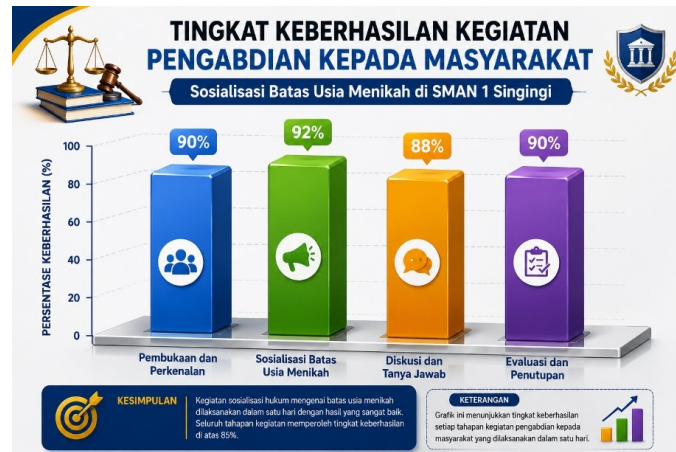 TINGKAT KEBERHASILAN KEGIATAN
PENGABDIAN KEPADA MASYARAKAT
Sosialisasi Batas Usia Menikah di SMAN 1 Singingi
PERSENTASE KEBERHASILAN (%)
100
80
60
40
20
0
90%
92%
88%
90%
Pembukaan dan
Perkenalan
Sosialisasi Batas
Usia Menikah
Diskusi dan
Tanya Jawab
Evaluasi dan
Penutupan
KESIMPULAN
Kegiatan sosialisasi hukum mengenai batas usia menikah
dilaksanakan dalam satu hari dengan hasil yang sangat baik.
Seluruh tahapan kegiatan memperoleh tingkat keberhasilan
di atas 85%.
KETERANGAN
Grafik ini menunjukkan tingkat keberhasilan
setiap tahapan kegiatan pengabdian kepada
masyarakat yang dilaksanakan dalam satu hari.